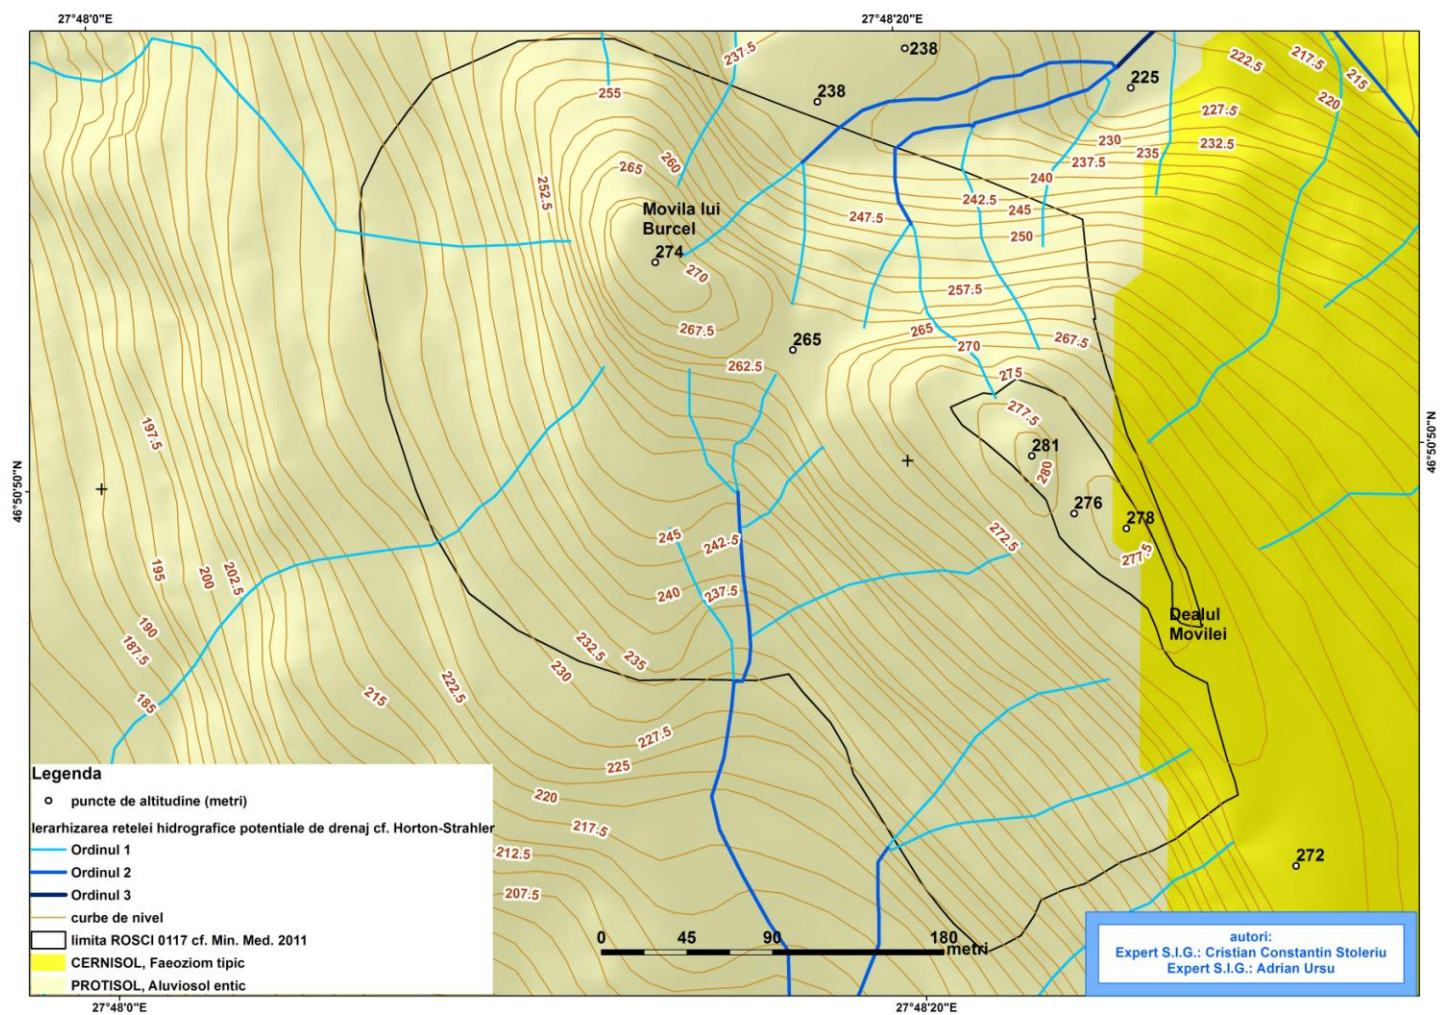 27°48'0"E
27°48'20"E
238
237.5
222.5
217.5
215
238
225
220
255
227.5
230
232.5
235
237.5
260
265
240
252.5
242.5
245
247.5
250
Movila lui
Burcel
274
270
257.5
267.5
265
267.5
265
270
262.5
275
277.5
197.5
281
280
46°50'50"N
46°50'50"N
276
278
272.5
277.5
245
242.5
195
200
202.5
240
237.5
Dealul
Movilei
190
187.5
232.5
235
230
222.5
215
185
227.5
225
220
217.5
212.5
207.5
272
Legenda
puncte de altitudine (metri)
Ierarhizarea retelei hidrografice potentiale de drenaj cf. Horton-Strahler
Ordinul 1
Ordinul 2
Ordinul 3
curbe de nivel
limita ROSCI 0117 cf. Min. Med. 2011
CERNISOL, Faeoziom tipic
PROTISOL, Aluviosol entic
0 45 90 180
metri
autori:
Expert S.I.G.: Cristian Constantin Stoleriu
Expert S.I.G.: Adrian Ursu
27°48'0"E
27°48'20"E